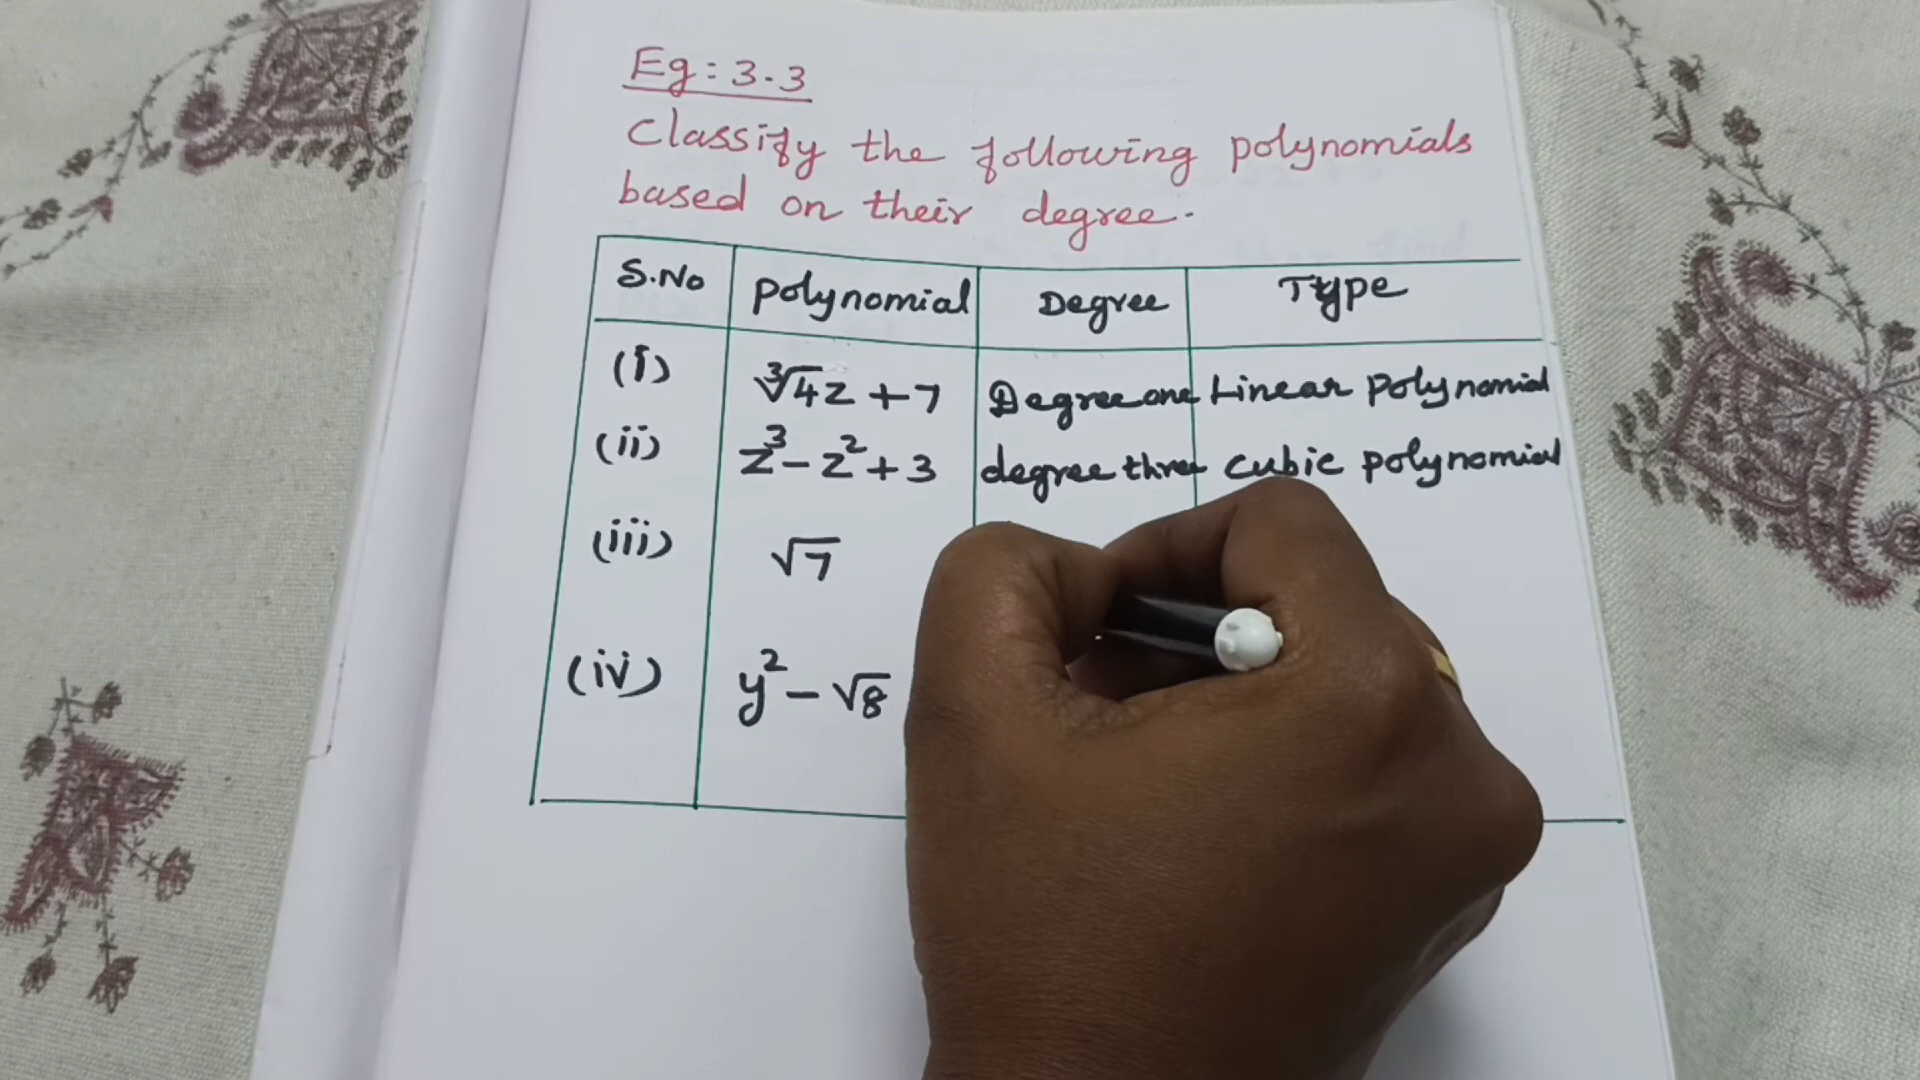 Eg: 3.3
Classify the following polynomials
based on their degree.
S.No Polynomial Degree Type
(i) ∛4z + 7 Degree one Linear Polynomial
(ii) z³ - z² + 3 degree three cubic polynomial
(iii) √7
(iv) y² - √8